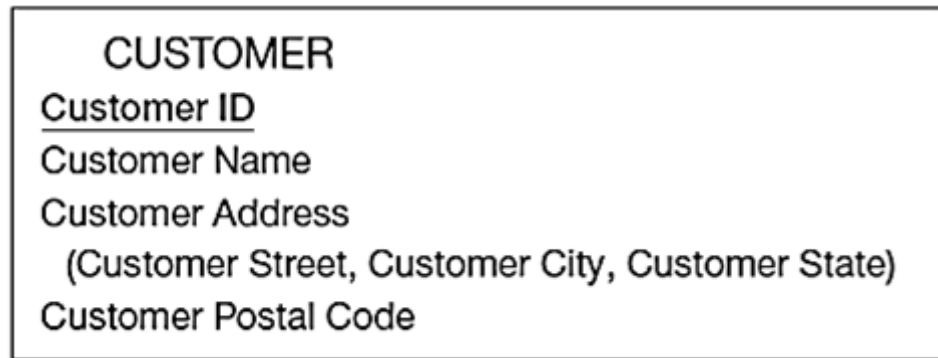 CUSTOMER
Customer ID
Customer Name
Customer Address
(Customer Street, Customer City, Customer State)
Customer Postal Code